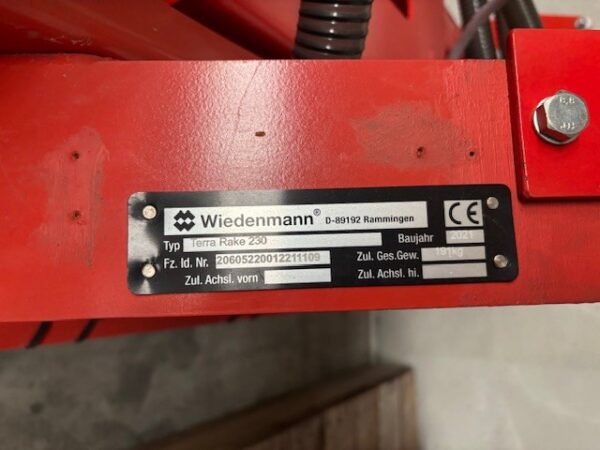 Wiedenmann® D-89192 Rammingen CE
Typ Terra Rake 230 Baujahr 2021
Fz. Id. Nr. 20605220012211109 Zul. Ges.Gew. 191kg
Zul. Achsl. vorn Zul. Achsl. hi.